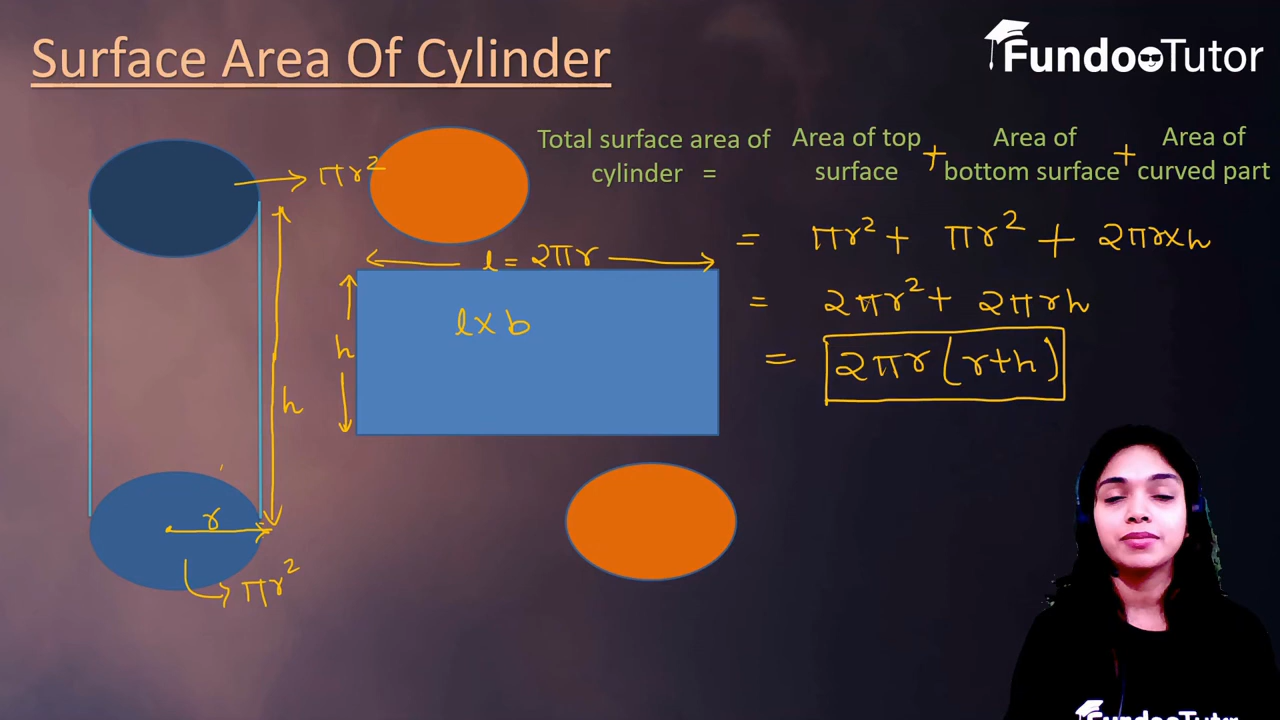 Surface Area Of Cylinder
FundooTutor
Total surface area of cylinder =
Area of top surface
+
Area of bottom surface
+
Area of curved part
πr²
l = 2πr
= πr² + πr² + 2πr×h
= 2πr² + 2πrh
= 2πr(r+h)
l×b
h
h
r
πr²
FundooTutor